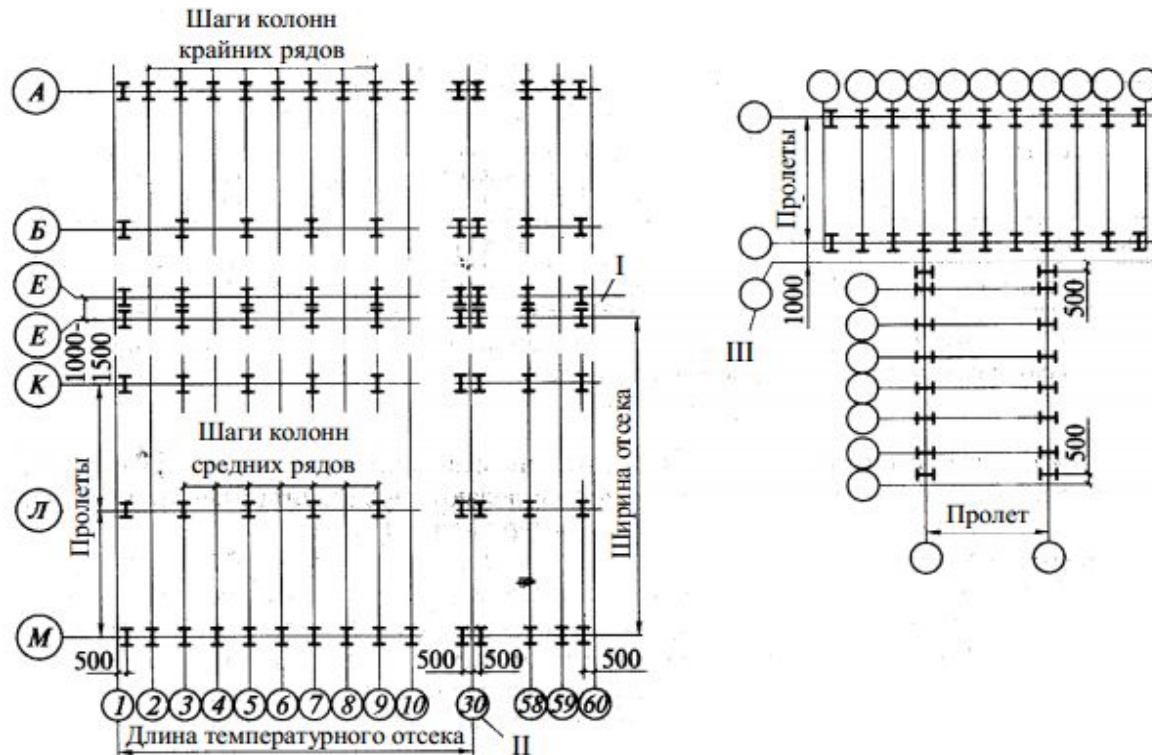 Шаги колонн
крайних рядов
А
Б
Е
I
Е
1000-
1500
К
Шаги колонн
средних рядов
Пролеты
Ширина отсека
Л
М
500
500
500
500
1
2
3
4
5
6
7
8
9
10
30
58
59
60
Длина температурного отсека
II
Пролеты
1000
III
500
500
Пролет